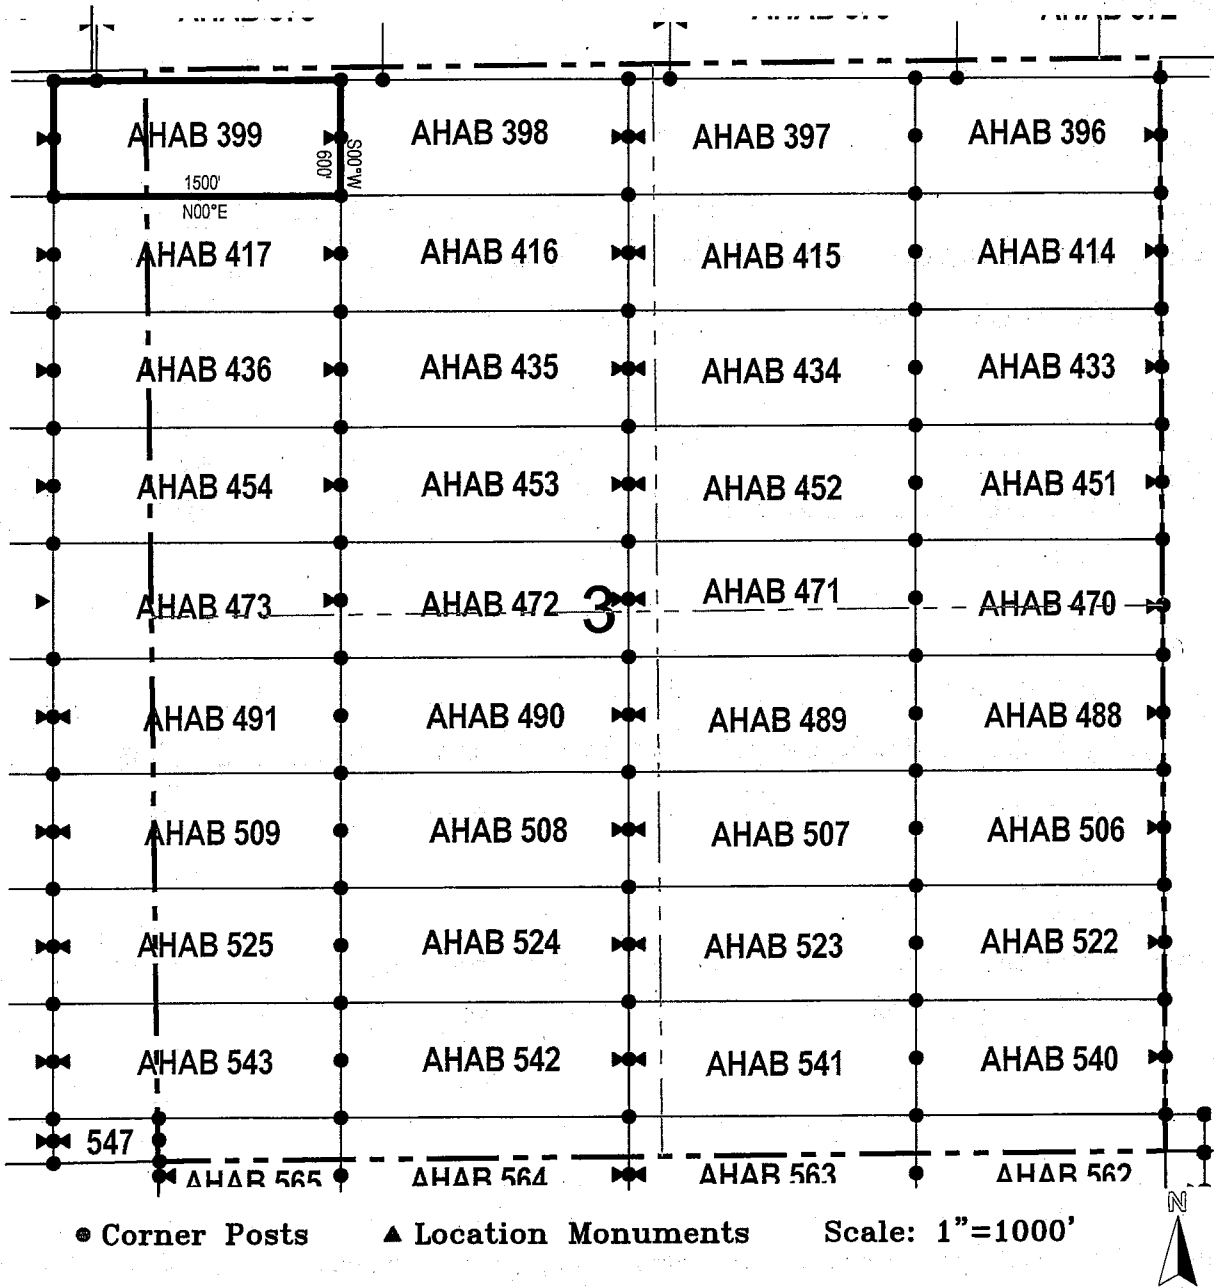 AHAB 399 AHAB 398 AHAB 397 AHAB 396
600'
S00°W
1500'
N00°E
AHAB 417 AHAB 416 AHAB 415 AHAB 414
AHAB 436 AHAB 435 AHAB 434 AHAB 433
AHAB 454 AHAB 453 AHAB 452 AHAB 451
AHAB 473 AHAB 472 3 AHAB 471 AHAB 470
AHAB 491 AHAB 490 AHAB 489 AHAB 488
AHAB 509 AHAB 508 AHAB 507 AHAB 506
AHAB 525 AHAB 524 AHAB 523 AHAB 522
AHAB 543 AHAB 542 AHAB 541 AHAB 540
547
AHAB 565 AHAB 564 AHAB 563 AHAB 562
N
Corner Posts Location Monuments Scale: 1"=1000'